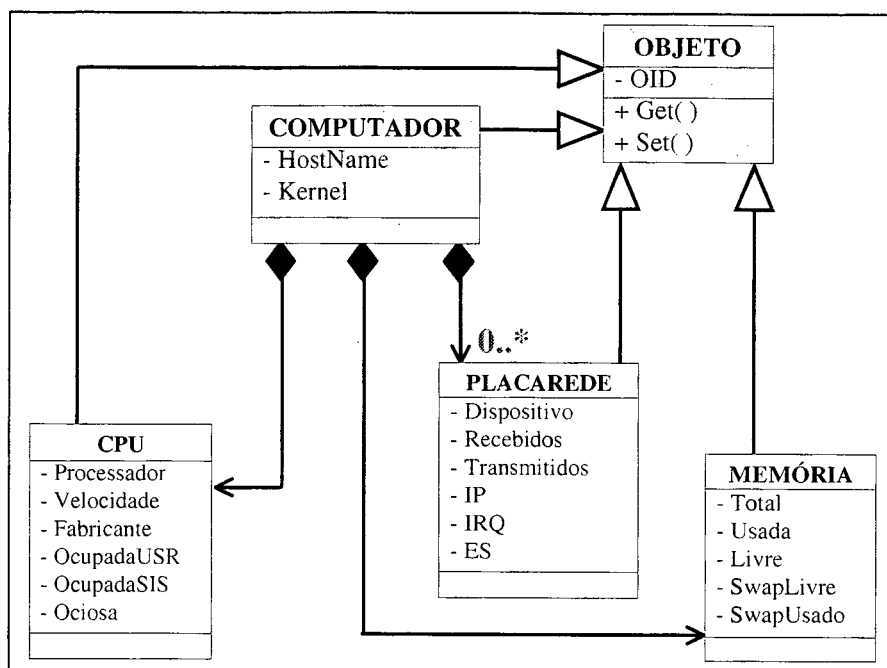 OBJETO
- OID
+ Get( )
+ Set( )
COMPUTADOR
- HostName
- Kernel
0..*
PLACAREDE
- Dispositivo
- Recebidos
- Transmitidos
- IP
- IRQ
- ES
CPU
- Processador
- Velocidade
- Fabricante
- OcupadaUSR
- OcupadaSIS
- Ociosa
MEMÓRIA
- Total
- Usada
- Livre
- SwapLivre
- SwapUsado